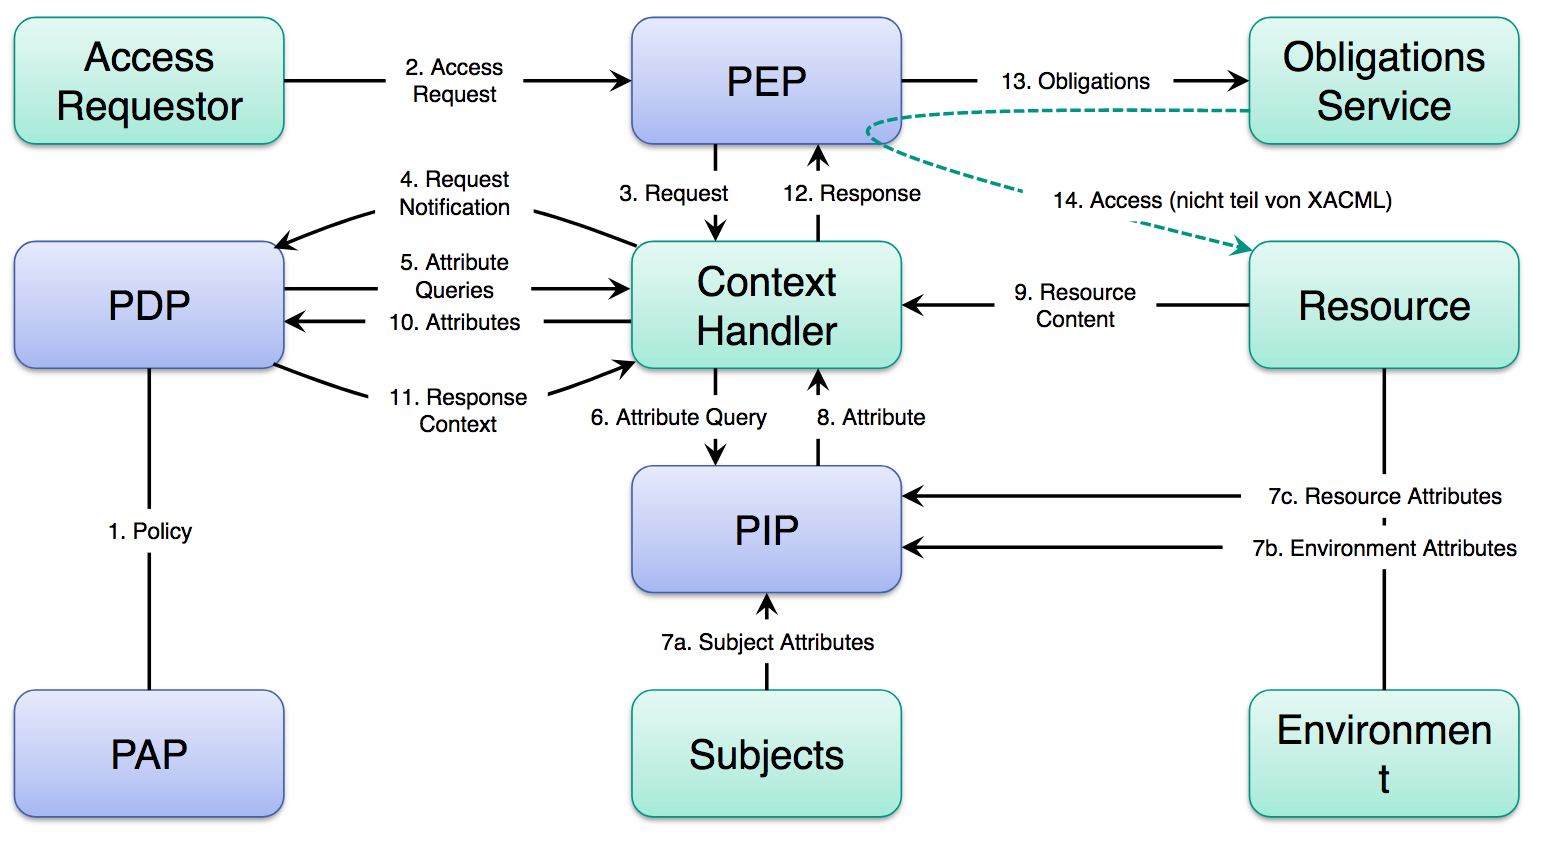 Access
Requestor
2. Access
Request
PEP
13. Obligations
Obligations
Service
4. Request
Notification
3. Request
12. Response
14. Access (nicht teil von XACML)
PDP
5. Attribute
Queries
10. Attributes
Context
Handler
9. Resource
Content
Resource
11. Response
Context
6. Attribute Query
8. Attribute
1. Policy
PIP
7c. Resource Attributes
7b. Environment Attributes
7a. Subject Attributes
PAP
Subjects
Environmen
t